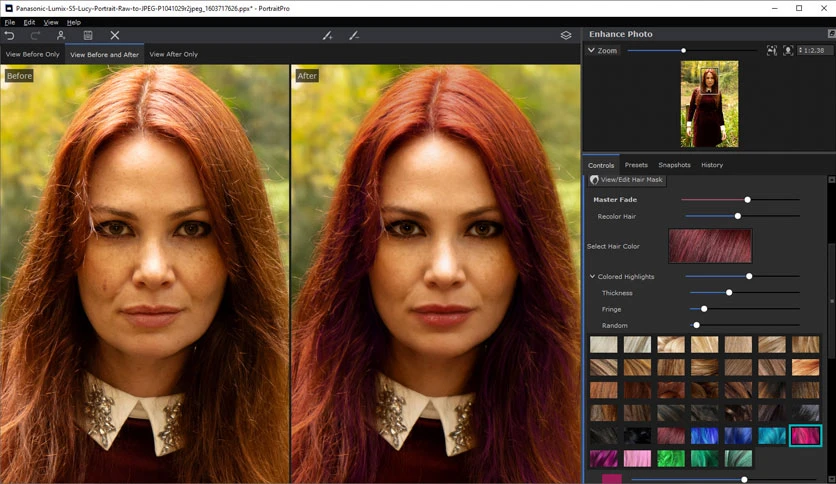 Panasonic-Lumix-S5-Lucy-Portrait-Raw-to-JPEG-P1041029r2jpeg_1603717626.ppx* - PortraitPro
File Edit View Help
View Before Only View Before and After View After Only
Before
After
Enhance Photo
Zoom
1:2.38
Controls Presets Snapshots History
View/Edit Hair Mask
Master Fade
Recolor Hair
Select Hair Color
Colored Highlights
Thickness
Fringe
Random